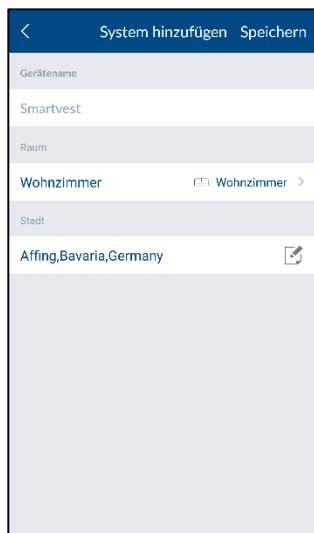 System hinzufügen Speichern
Gerätename
Smartvest
Raum
Wohnzimmer Wohnzimmer
Stadt
Affing,Bavaria,Germany